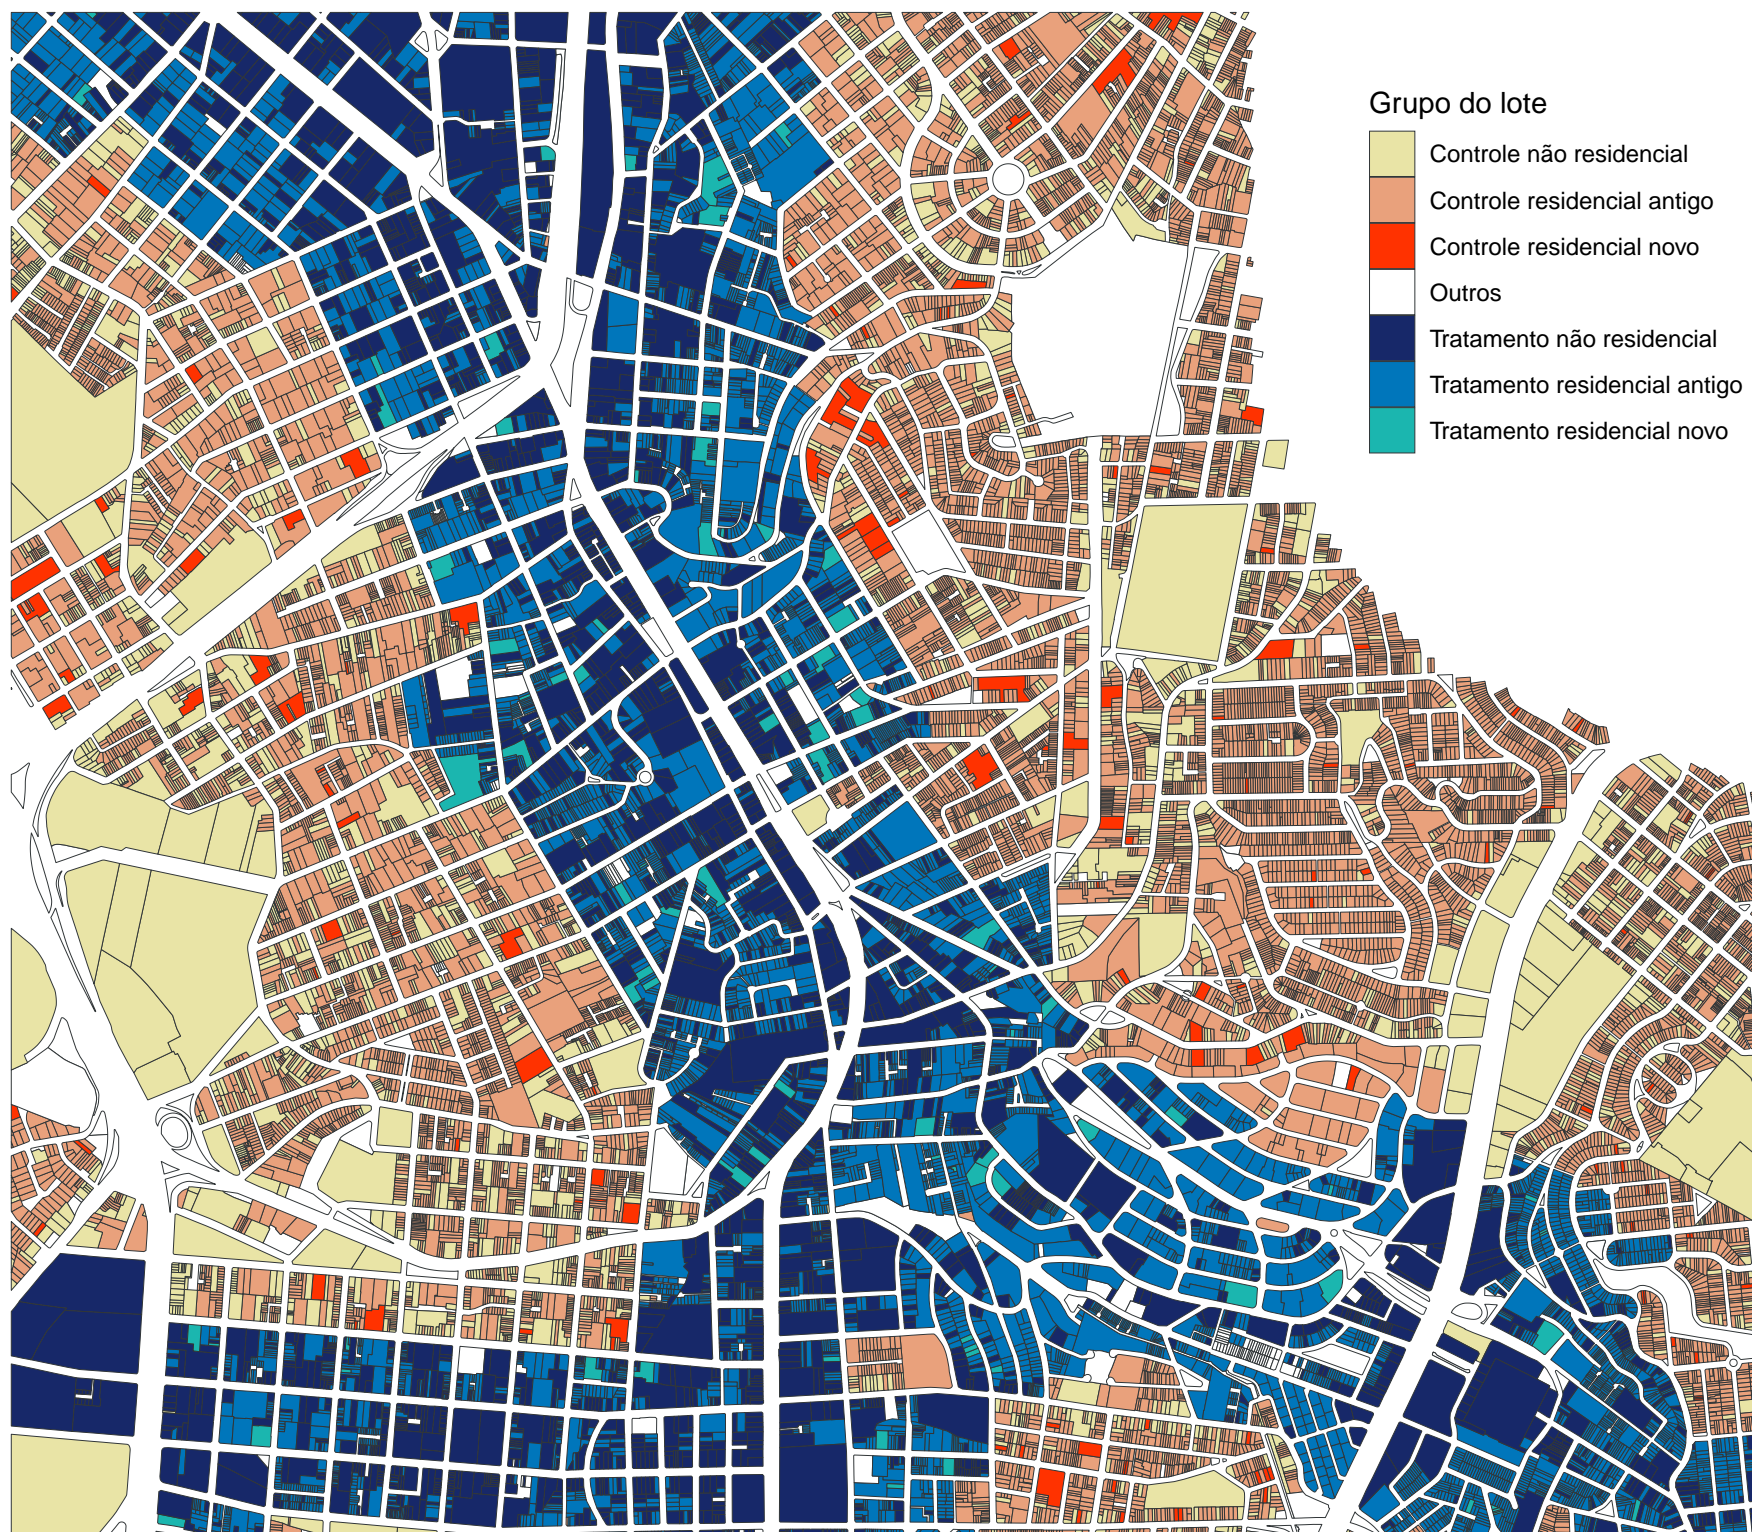 Grupo do lote
Controle não residencial
Controle residencial antigo
Controle residencial novo
Outros
Tratamento não residencial
Tratamento residencial antigo
Tratamento residencial novo